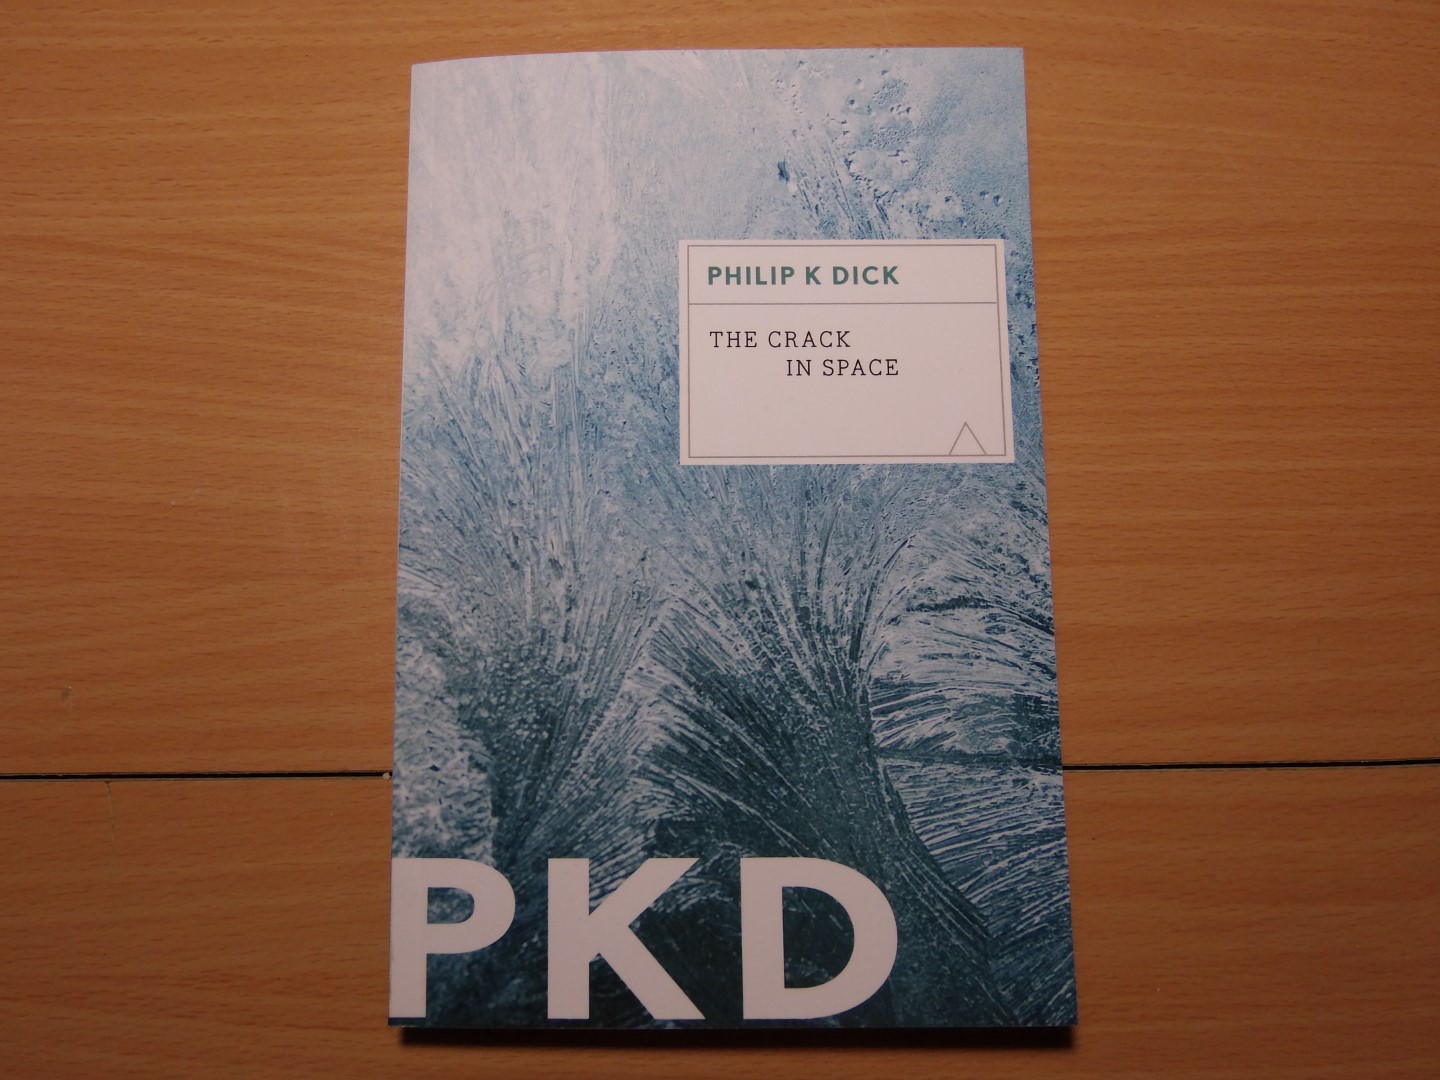 PHILIP K DICK
THE CRACK
IN SPACE
PKD